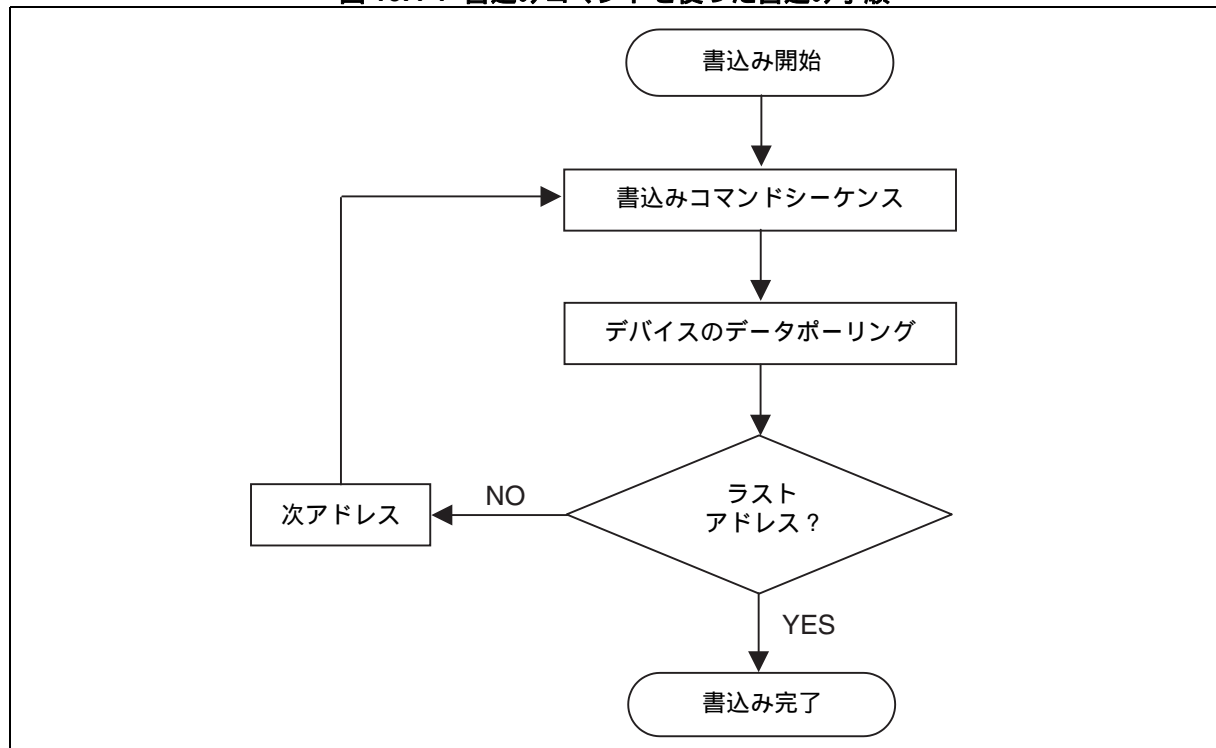 書込み開始
書込みコマンドシーケンス
デバイスのデータポーリング
ラスト
アドレス？
NO
次アドレス
YES
書込み完了